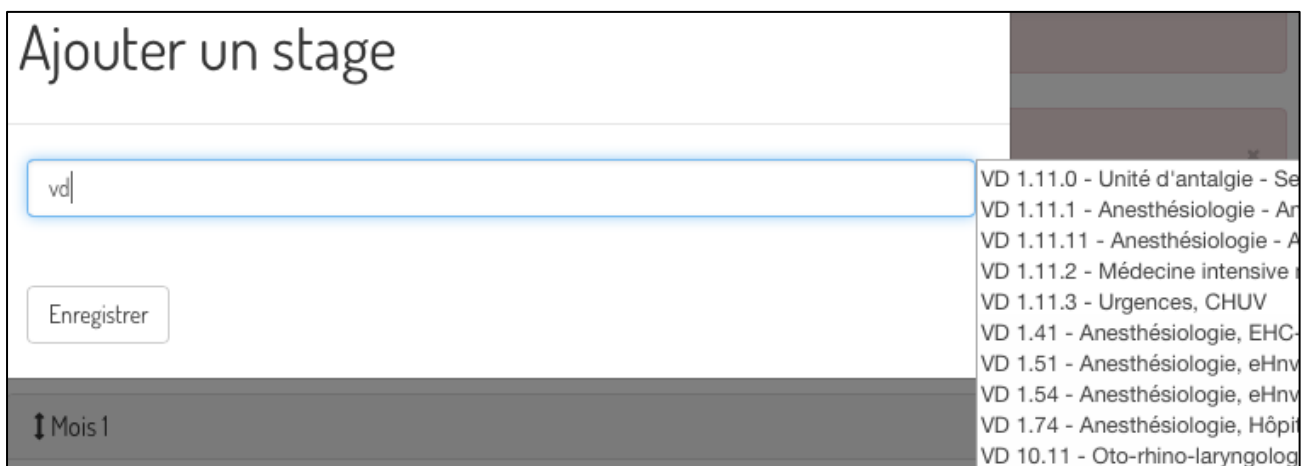 Ajouter un stage
vd
VD 1.11.0 - Unité d'antalgie - Se
VD 1.11.1 - Anesthésiologie - An
VD 1.11.11 - Anesthésiologie - A
VD 1.11.2 - Médecine intensive
VD 1.11.3 - Urgences, CHUV
VD 1.41 - Anesthésiologie, EHC-
VD 1.51 - Anesthésiologie, eHnv
VD 1.54 - Anesthésiologie, eHnv
VD 1.74 - Anesthésiologie, Hôpit
VD 10.11 - Oto-rhino-laryngolog
Enregistrer
Mois 1